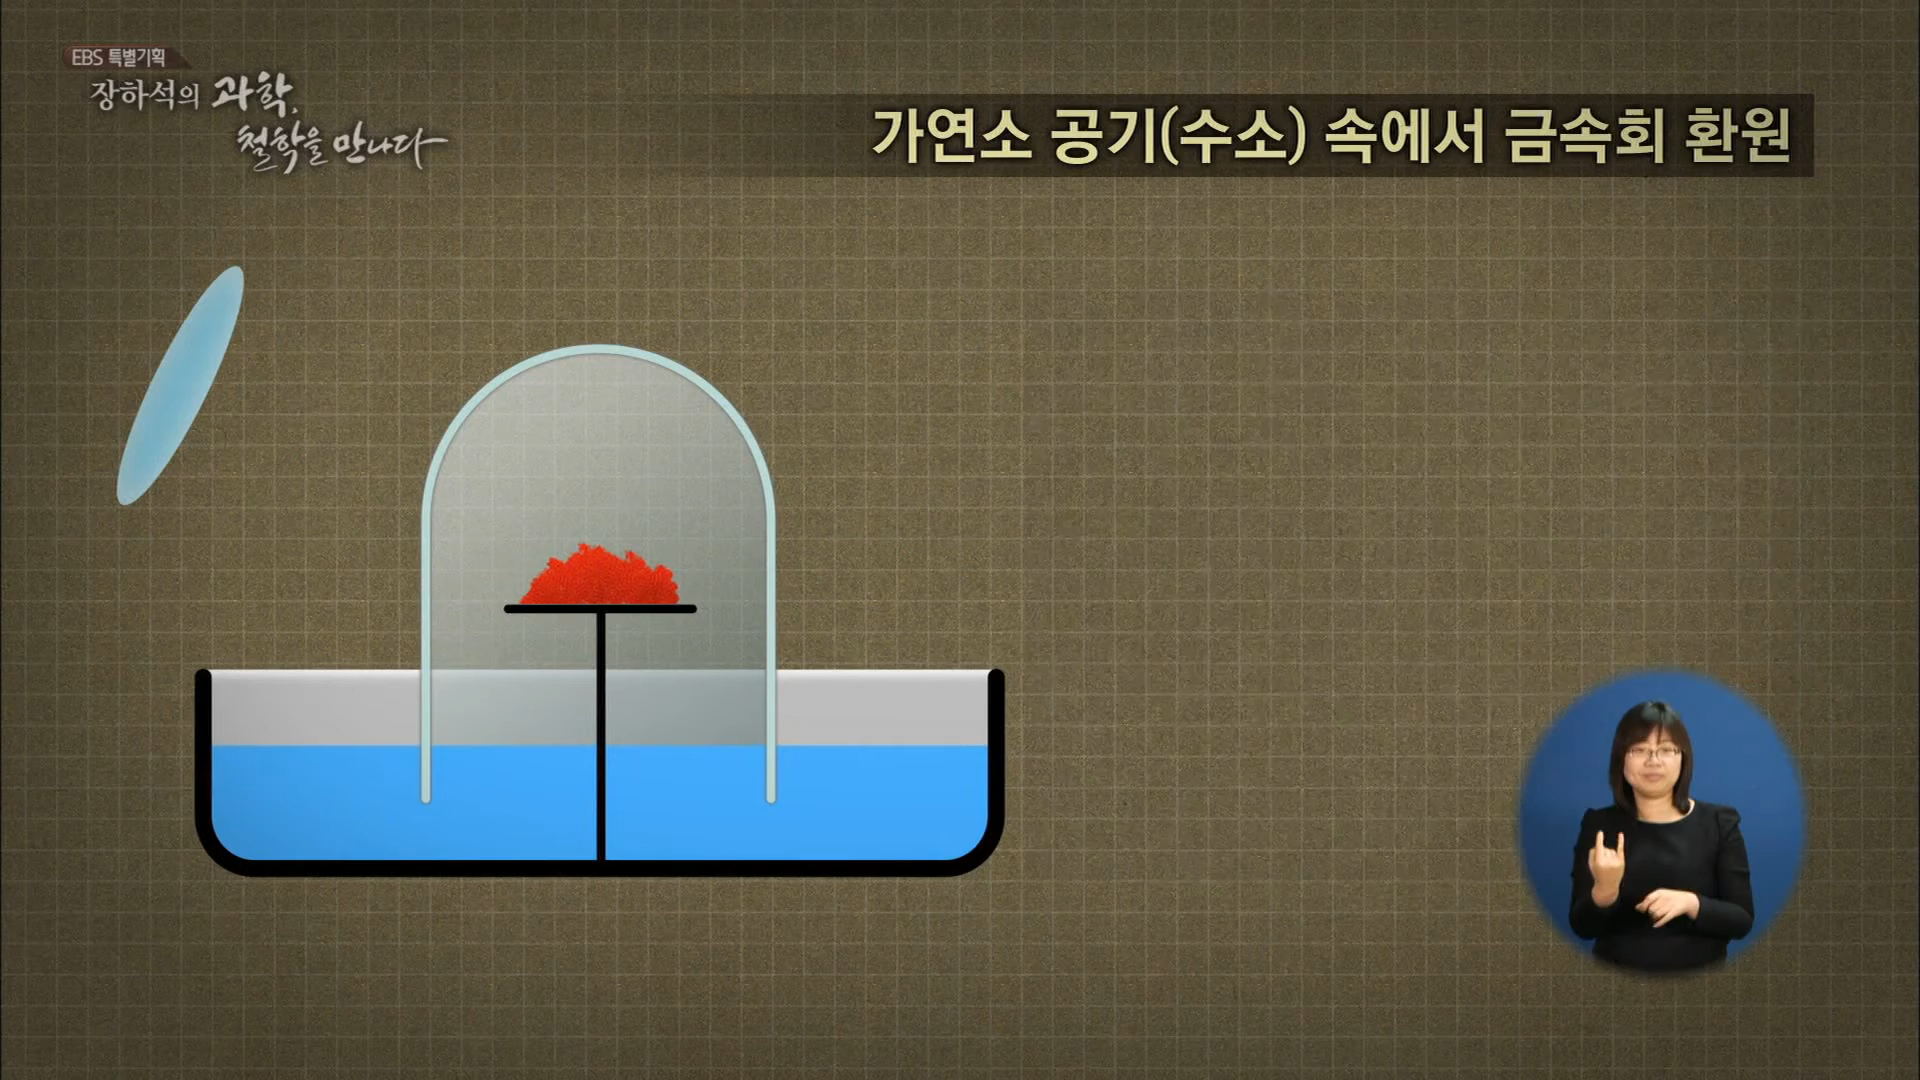 EBS 특별기획
장하석의 과학,
철학을 만나다
가연소 공기(수소) 속에서 금속회 환원